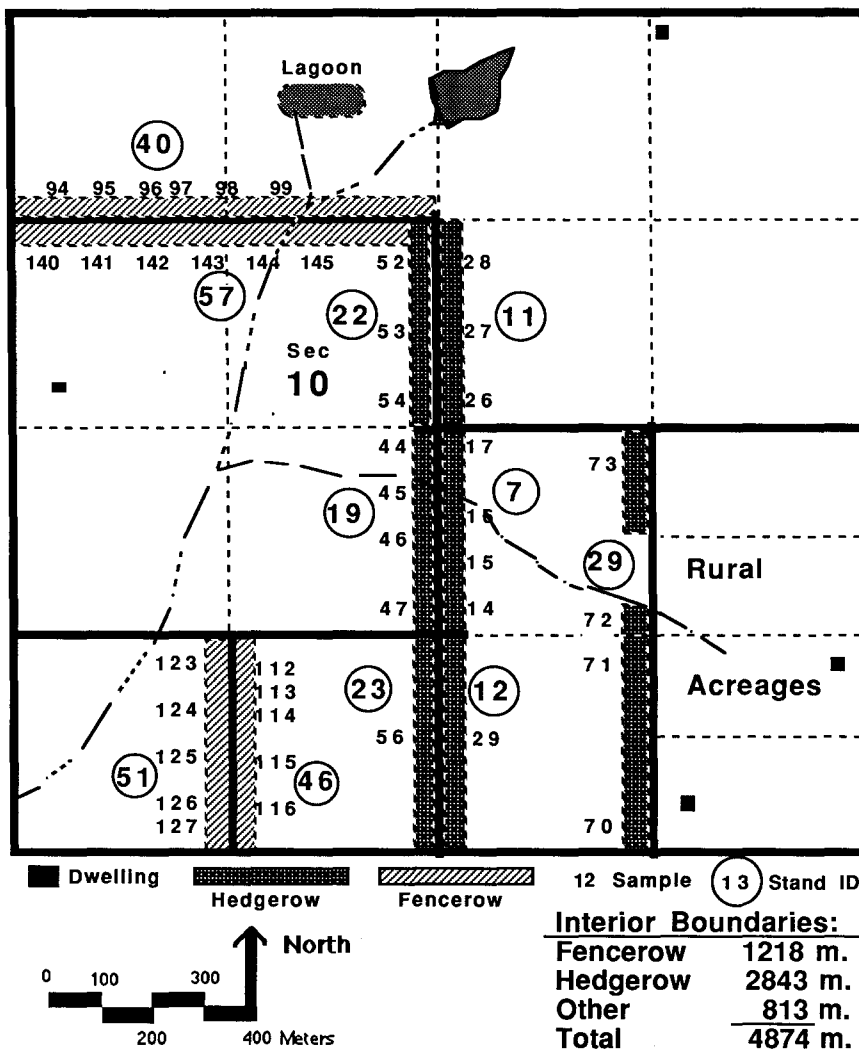 Lagoon
40
94 95 96 97 98 99
140 141 142 143 144 145 52 28
57 22 11
53 27
Sec
10
54 26
44 17
73
45 7
19 16
46
15 29 Rural
47 14
72
123 112 71
113 23 12 Acreages
124 114
56 29
125 115
51 46
126 116
127 70
Dwelling
Hedgerow
Fencerow
12 Sample 13 Stand ID
North
0 100 300
200 400 Meters
Interior Boundaries:
Fencerow 1218 m.
Hedgerow 2843 m.
Other 813 m.
Total 4874 m.